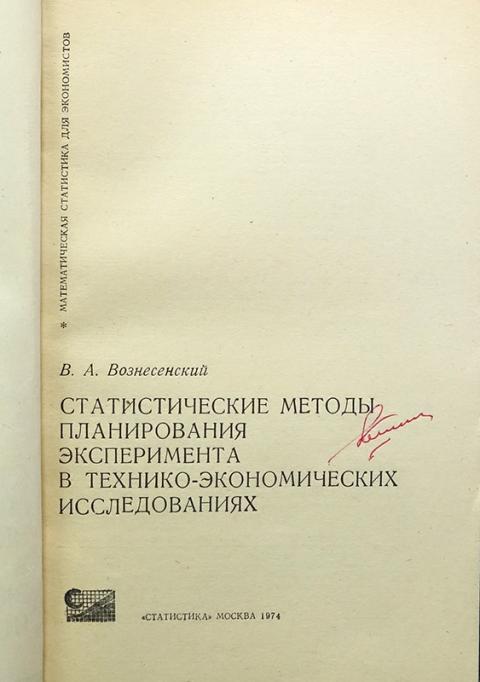 * МАТЕМАТИЧЕСКАЯ СТАТИСТИКА ДЛЯ ЭКОНОМИСТОВ
В. А. Вознесенский
СТАТИСТИЧЕСКИЕ МЕТОДЫ
ПЛАНИРОВАНИЯ
ЭКСПЕРИМЕНТА
В ТЕХНИКО-ЭКОНОМИЧЕСКИХ
ИССЛЕДОВАНИЯХ
«СТАТИСТИКА» МОСКВА 1974